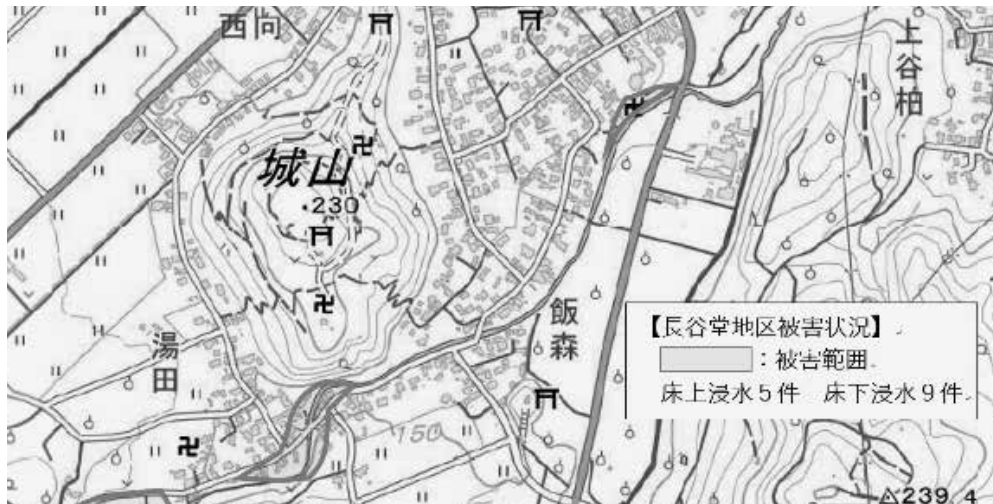 西向
上谷柏
城山
230
飯森
湯田
150
【長谷堂地区被害状況】
：被害範囲
床上浸水5件 床下浸水9件
239.4